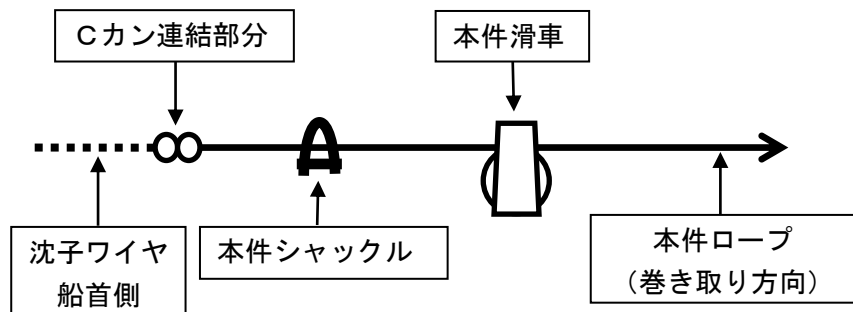 Ｃカン連結部分
本件滑車
沈子ワイヤ
船首側
本件シャックル
本件ロープ
（巻き取り方向）